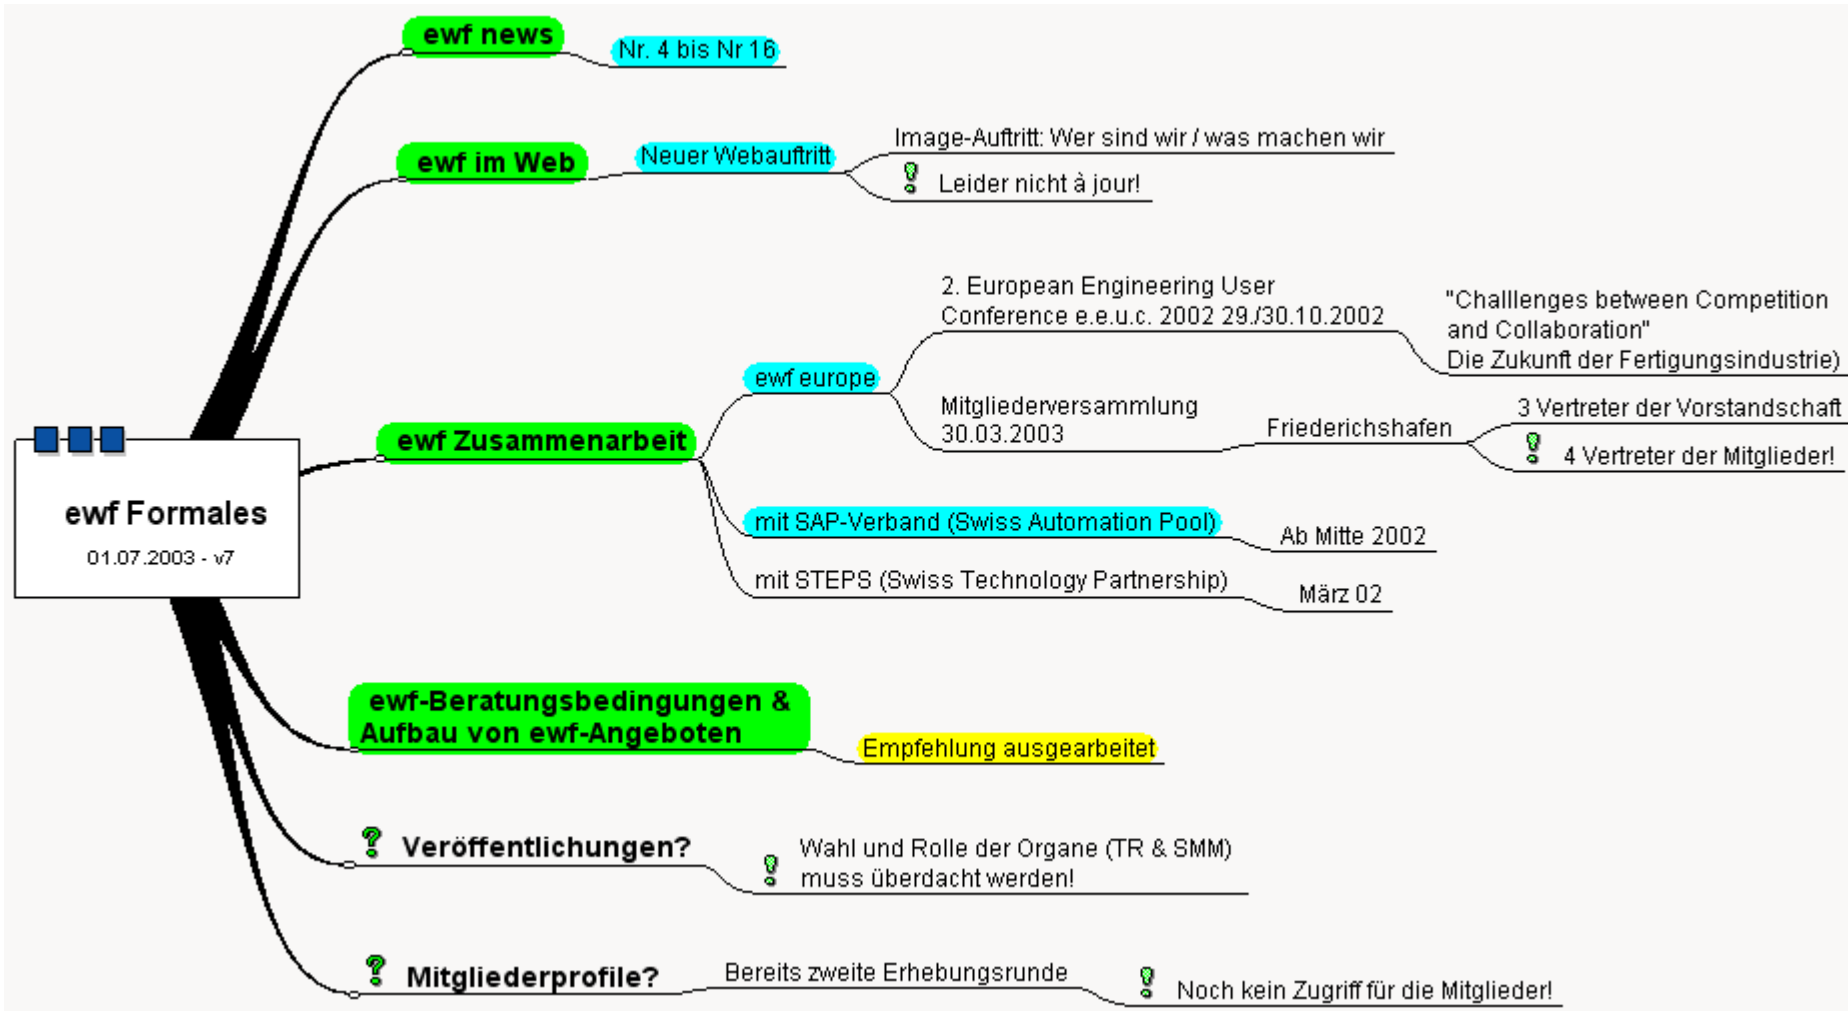 ewf news
Nr. 4 bis Nr 16
ewf im Web
Neuer Webauftritt
Image-Auftritt: Wer sind wir / was machen wir
Leider nicht à jour!
ewf Formales
01.07.2003 - v7
ewf Zusammenarbeit
ewf europe
2. European Engineering User
Conference e.e.u.c. 2002 29./30.10.2002
"Challlenges between Competition
and Collaboration"
Die Zukunft der Fertigungsindustrie)
Mitgliederversammlung
30.03.2003
Friederichshafen
3 Vertreter der Vorstandschaft
4 Vertreter der Mitglieder!
mit SAP-Verband (Swiss Automation Pool)
Ab Mitte 2002
mit STEPS (Swiss Technology Partnership)
März 02
ewf-Beratungsbedingungen &
Aufbau von ewf-Angeboten
Empfehlung ausgearbeitet
Veröffentlichungen?
Wahl und Rolle der Organe (TR & SMM)
muss überdacht werden!
Mitgliederprofile?
Bereits zweite Erhebungsrunde
Noch kein Zugriff für die Mitglieder!